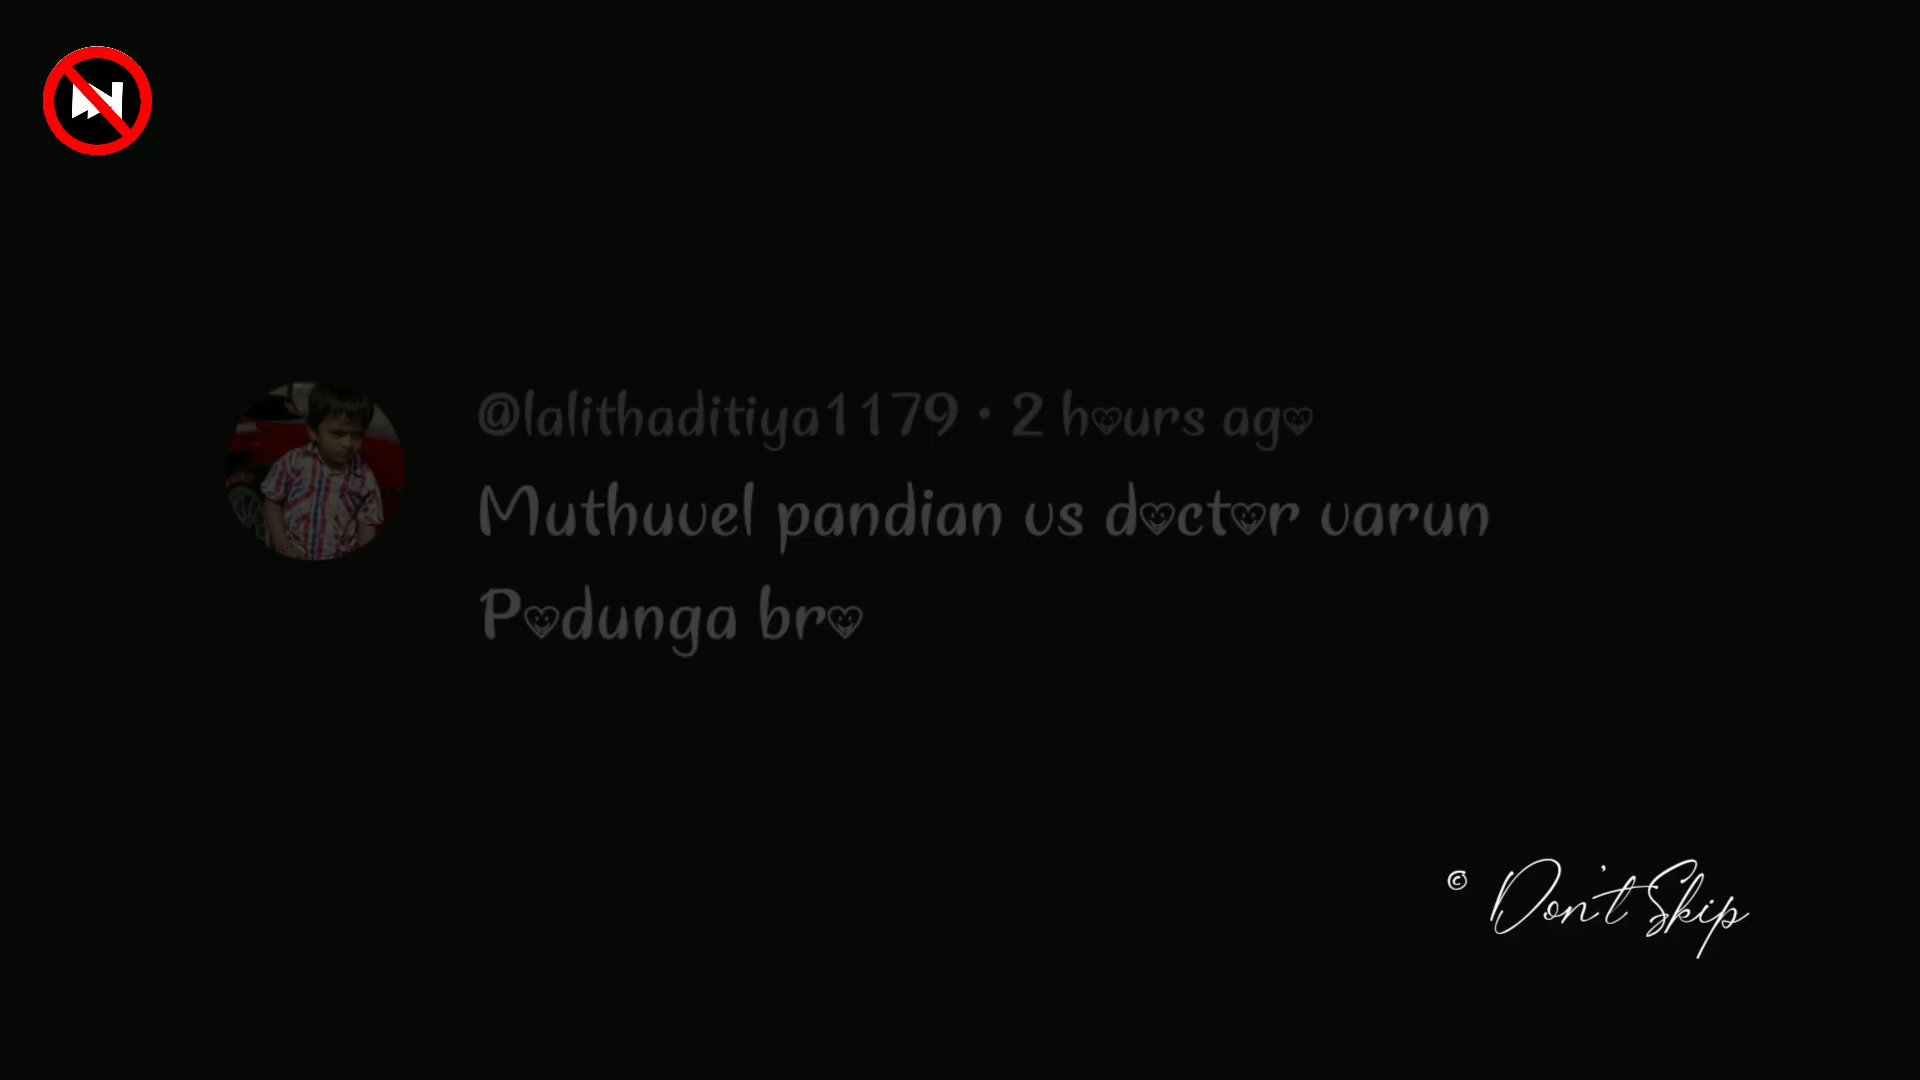 @lalithaditiya1179 · 2 hours ago
Muthuvel pandian vs doctor varun
Podunga bro
© Don't Skip